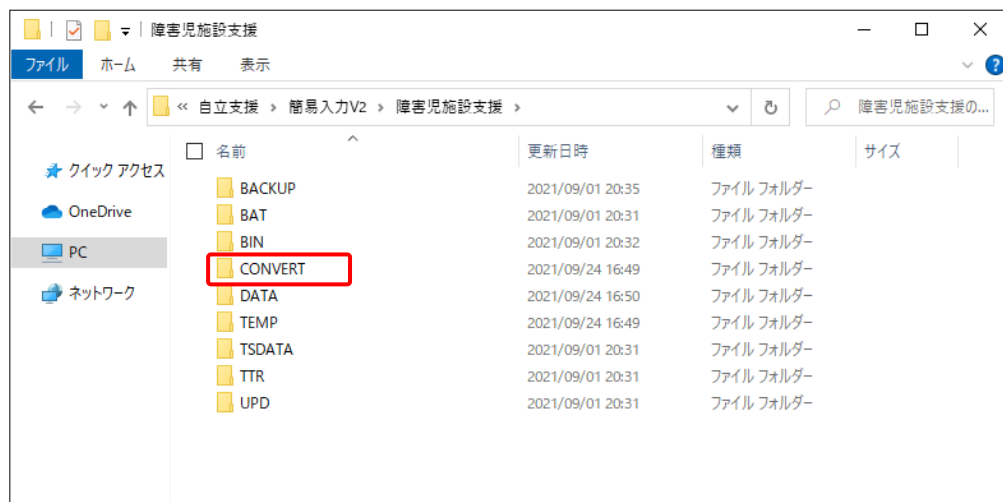 障害児施設支援
ファイル ホーム 共有 表示
« 自立支援 › 簡易入力V2 › 障害児施設支援 › 障害児施設支援の...
名前 更新日時 種類 サイズ
クイック アクセス
OneDrive
PC
ネットワーク
BACKUP 2021/09/01 20:35 ファイル フォルダー
BAT 2021/09/01 20:31 ファイル フォルダー
BIN 2021/09/01 20:32 ファイル フォルダー
CONVERT 2021/09/24 16:49 ファイル フォルダー
DATA 2021/09/24 16:50 ファイル フォルダー
TEMP 2021/09/24 16:49 ファイル フォルダー
TSDATA 2021/09/01 20:31 ファイル フォルダー
TTR 2021/09/01 20:31 ファイル フォルダー
UPD 2021/09/01 20:31 ファイル フォルダー